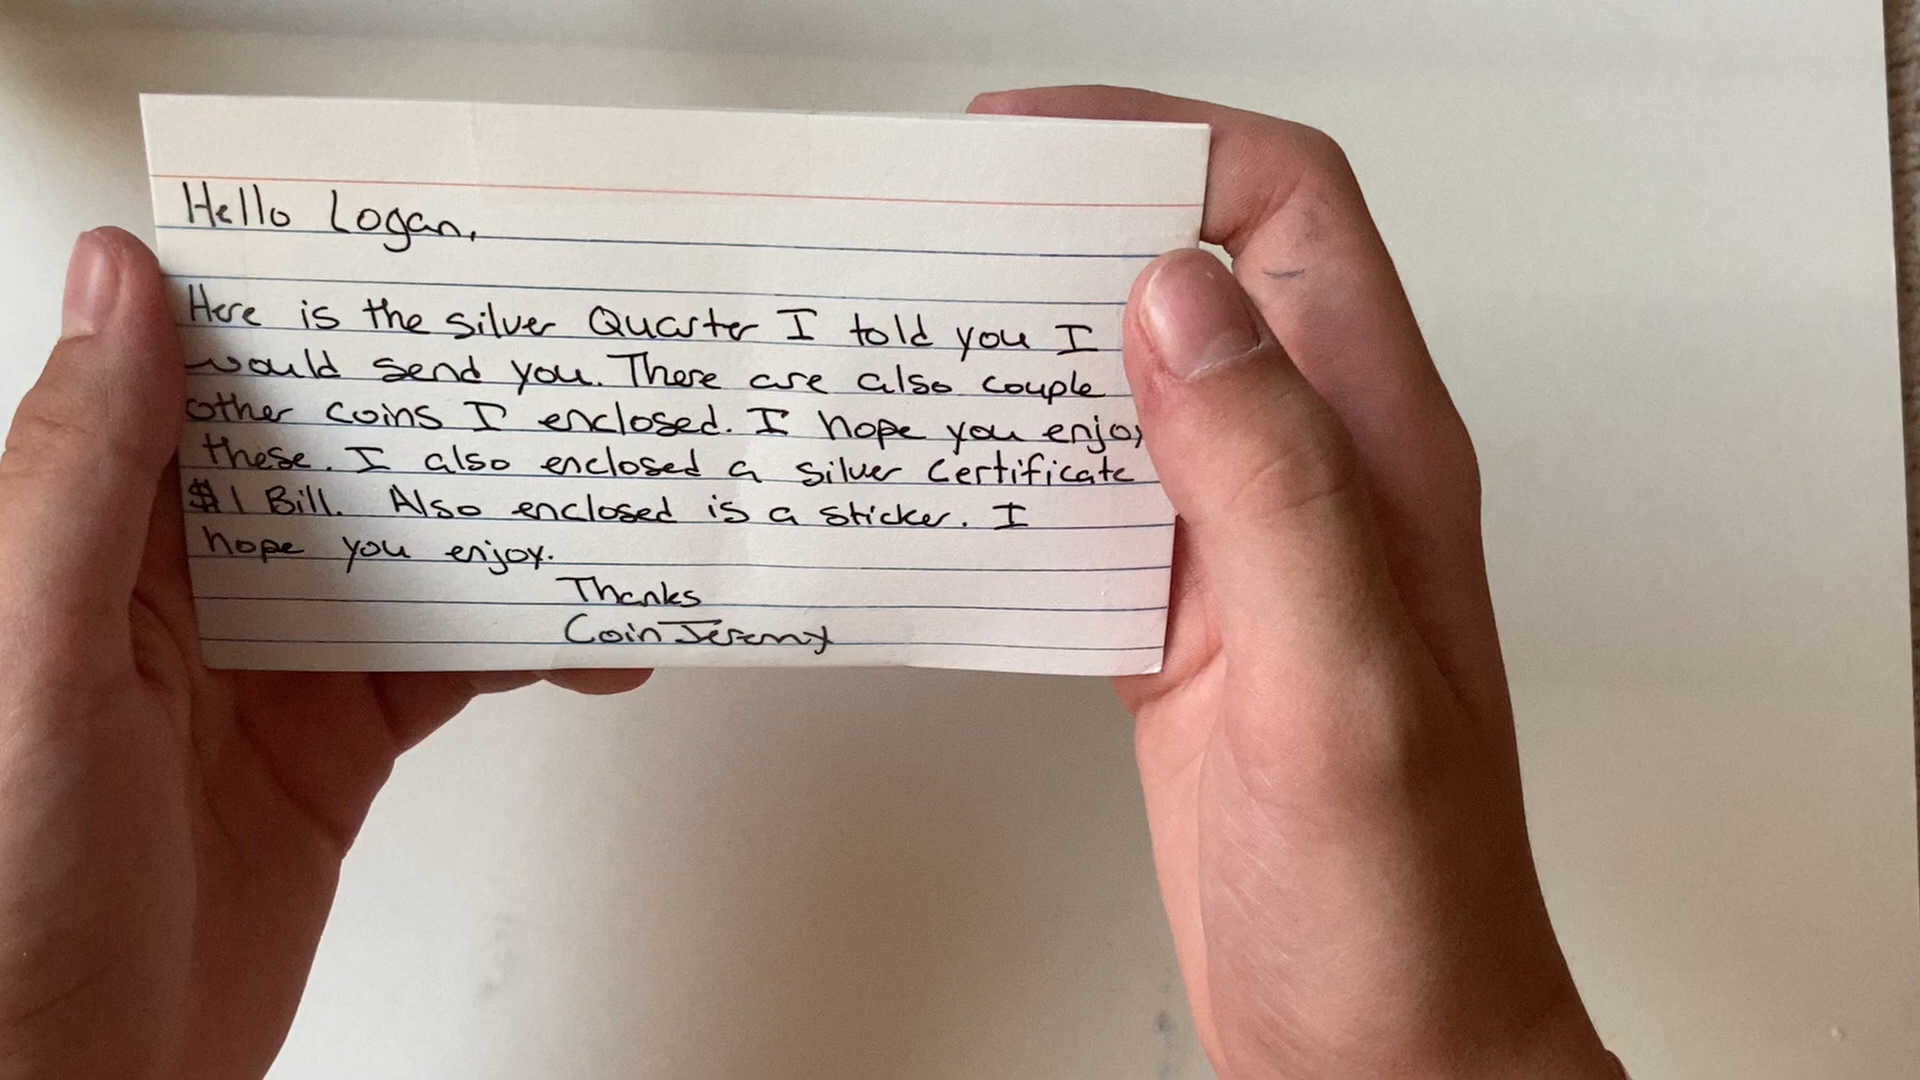 Hello Logan,
Here is the silver Quarter I told you I
would send you. There are also couple
other coins I enclosed. I hope you enjoy
these. I also enclosed a silver certificate
$1 Bill. Also enclosed is a sticker. I
hope you enjoy.
Thanks
Coin Jeremy